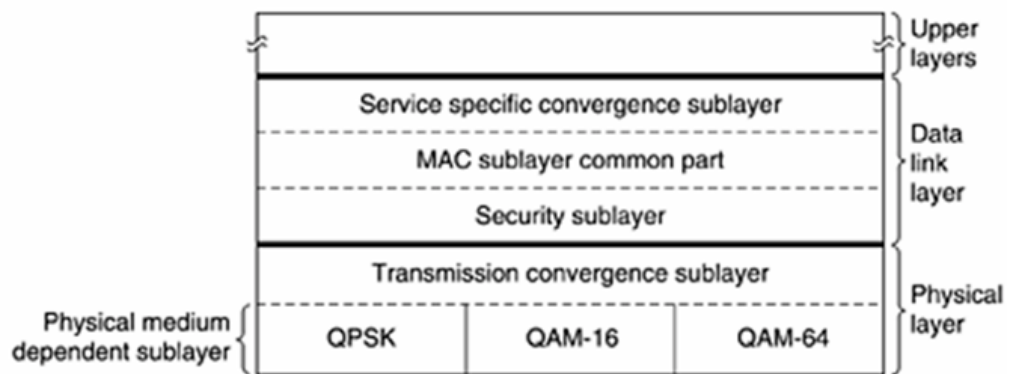 Upper
layers
Service specific convergence sublayer
MAC sublayer common part
Security sublayer
Data
link
layer
Transmission convergence sublayer
Physical
layer
Physical medium
dependent sublayer
QPSK
QAM-16
QAM-64